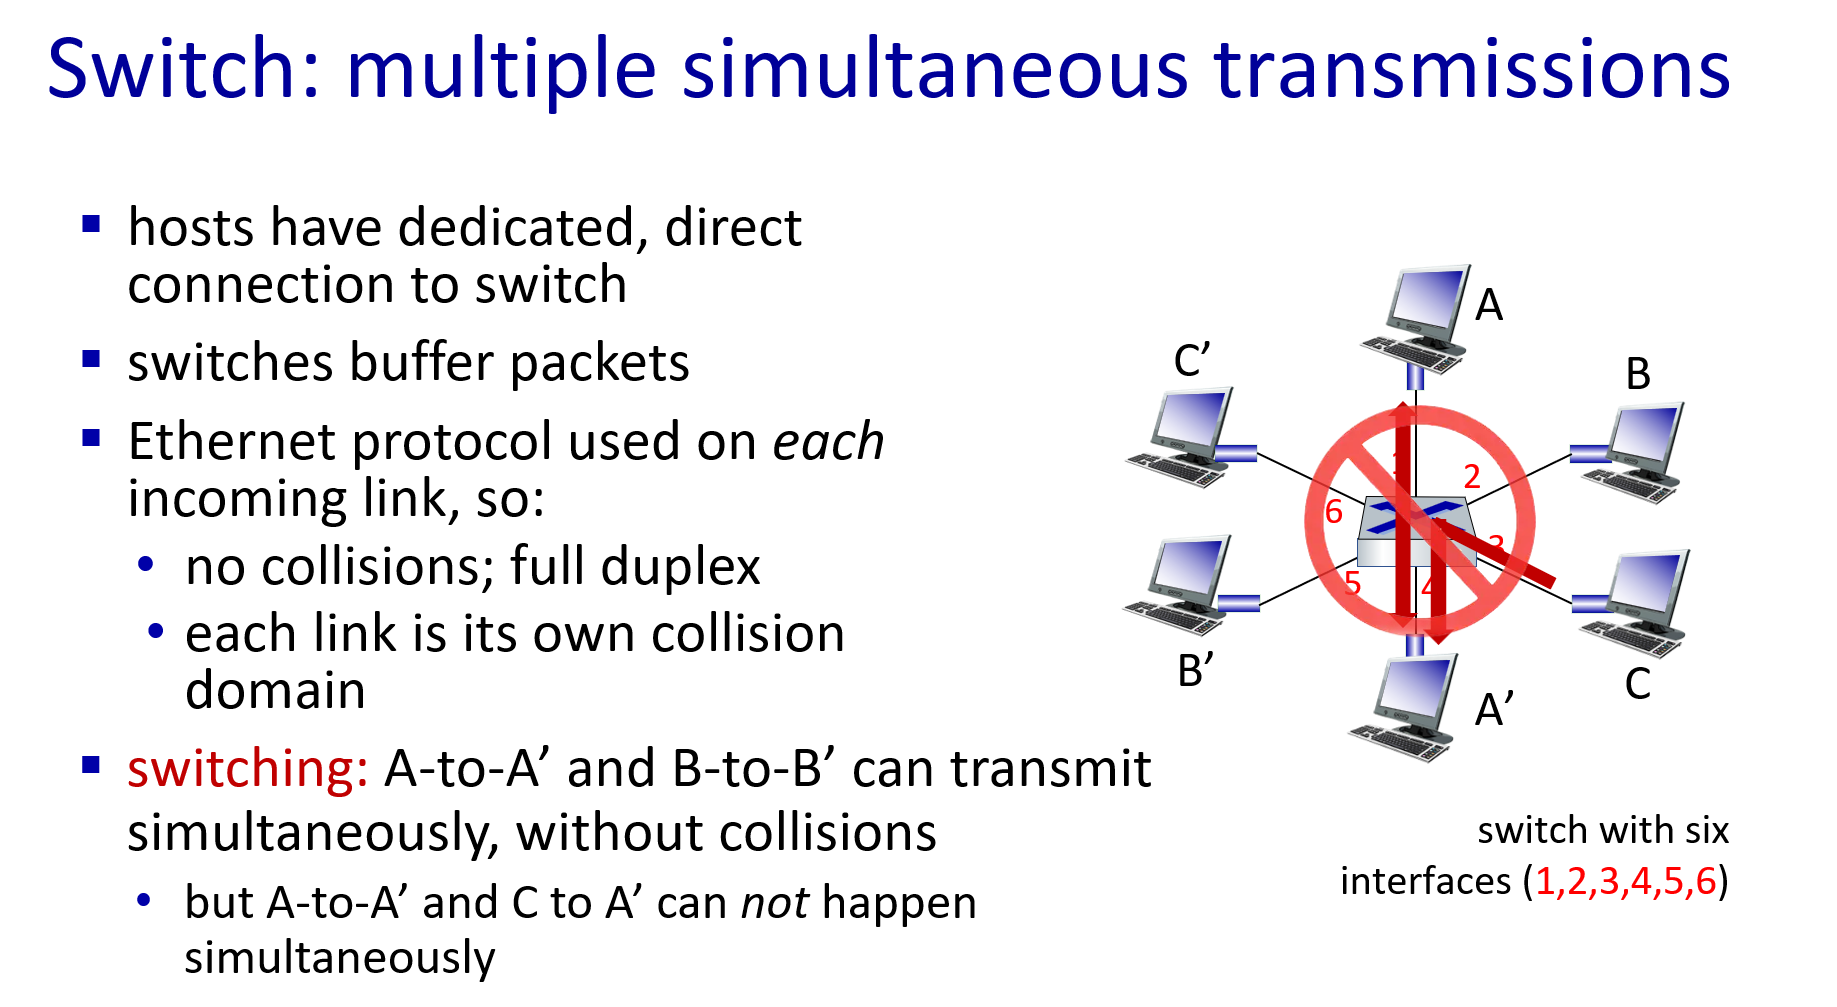 Switch: multiple simultaneous transmissions
hosts have dedicated, direct
connection to switch
switches buffer packets
Ethernet protocol used on each
incoming link, so:
no collisions; full duplex
each link is its own collision
domain
switching: A-to-A’ and B-to-B’ can transmit
simultaneously, without collisions
but A-to-A’ and C to A’ can not happen
simultaneously
A
C’
B
1
2
6
3
5
4
B’
C
A’
switch with six
interfaces (1,2,3,4,5,6)